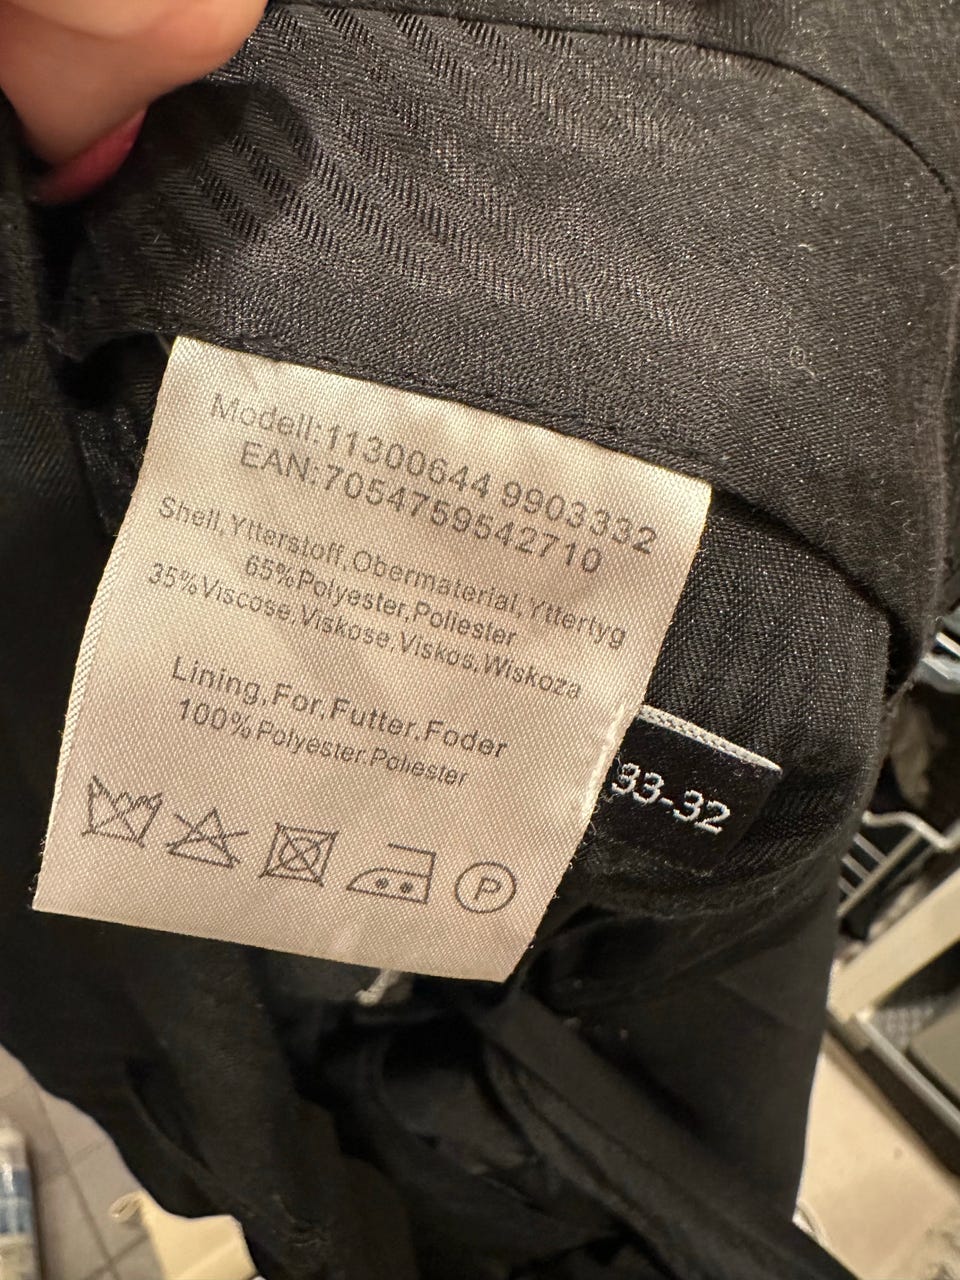 Modell:11300644 9903332
EAN:7054759542710
Shell,Ytterstoff,Obermaterial,Yttertyg
65%Polyester,Poliester
35%Viscose,Viskose,Viskos,Wiskoza
Lining,For,Futter,Foder
100%Polyester,Poliester
P
33-32